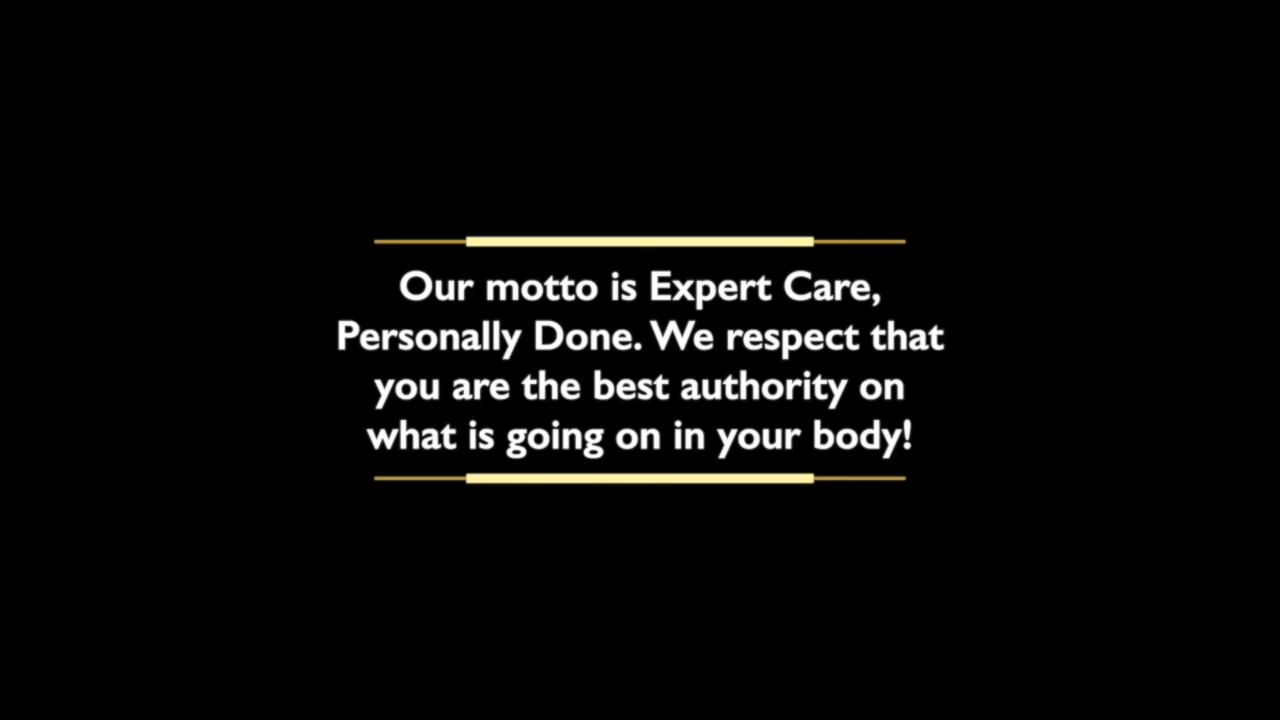 Our motto is Expert Care,
Personally Done. We respect that
you are the best authority on
what is going on in your body!